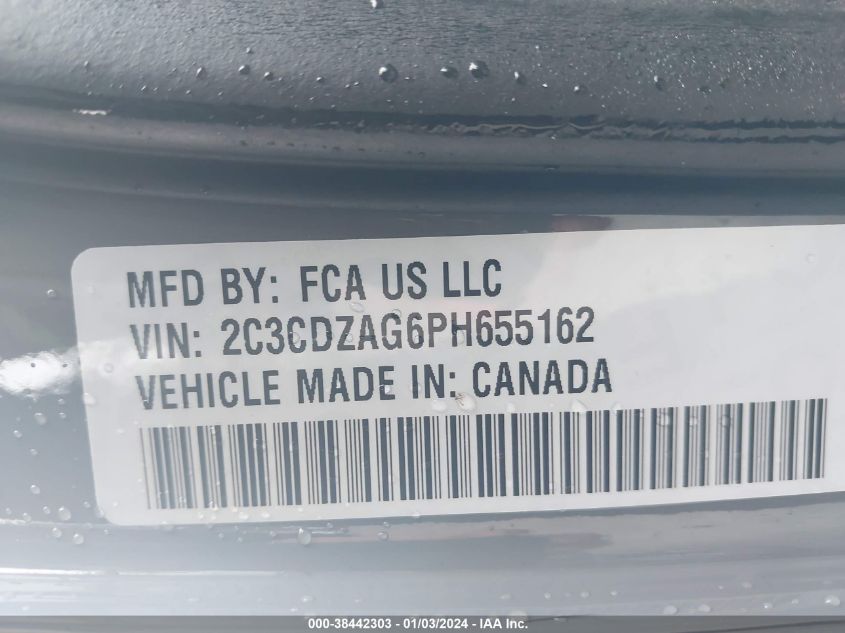 MFD BY: FCA US LLC
VIN: 2C3CDZAG6PH655162
VEHICLE MADE IN: CANADA
000-38442303 - 01/03/2024 - IAA Inc.